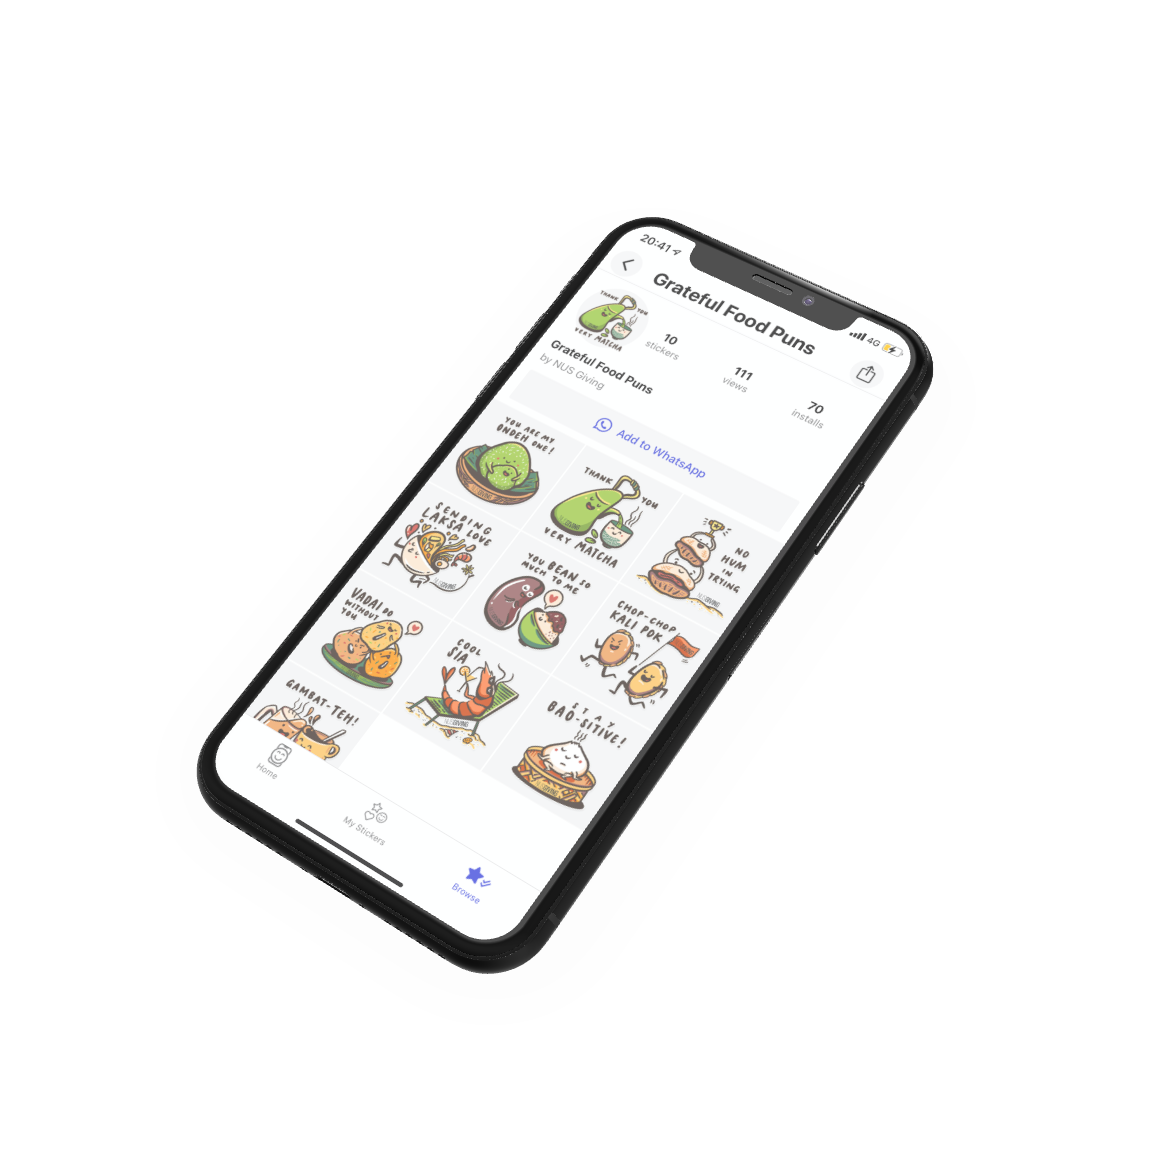 20:41
4G
Grateful Food Puns
THANK YOU
VERY MATCHA
10
stickers
111
views
70
installs
Grateful Food Puns
by NUS Giving
Add to WhatsApp
YOU ARE MY
ONDEH ONE!
THANK YOU
VERY MATCHA
NO
HUM
IN
TRYING
SENDING
LAKSA LOVE
YOU BEAN SO
MUCH TO ME
CHOP-CHOP
KALI POK
VADAI DO
WITHOUT
YOU
COOL
SIA
STAY
BAO-SITIVE!
GAMBAT-TEH!
Home
My Stickers
Browse